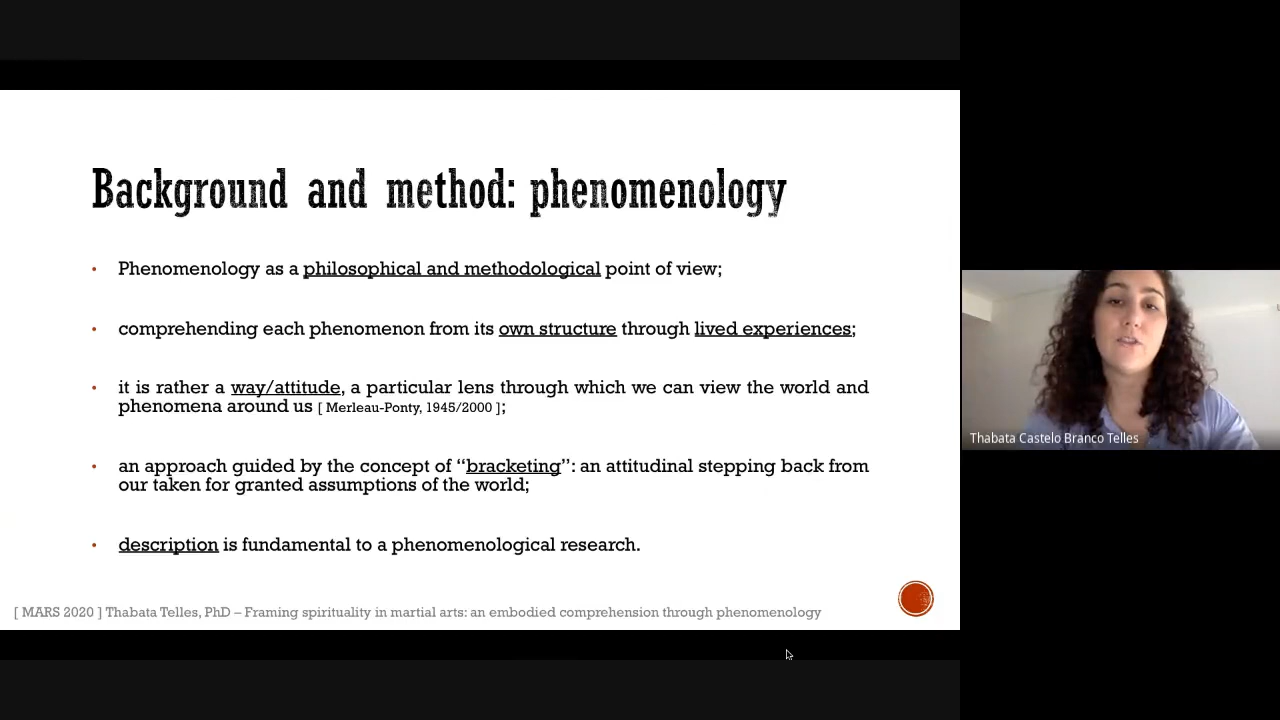 Background and method: phenomenology
• Phenomenology as a philosophical and methodological point of view;
• comprehending each phenomenon from its own structure through lived experiences;
• it is rather a way/attitude, a particular lens through which we can view the world and
phenomena around us [ Merleau-Ponty, 1945/2000 ];
• an approach guided by the concept of “bracketing”: an attitudinal stepping back from
our taken for granted assumptions of the world;
• description is fundamental to a phenomenological research.
[ MARS 2020 ] Thabata Telles, PhD – Framing spirituality in martial arts: an embodied comprehension through phenomenology
Thabata Castelo Branco Telles